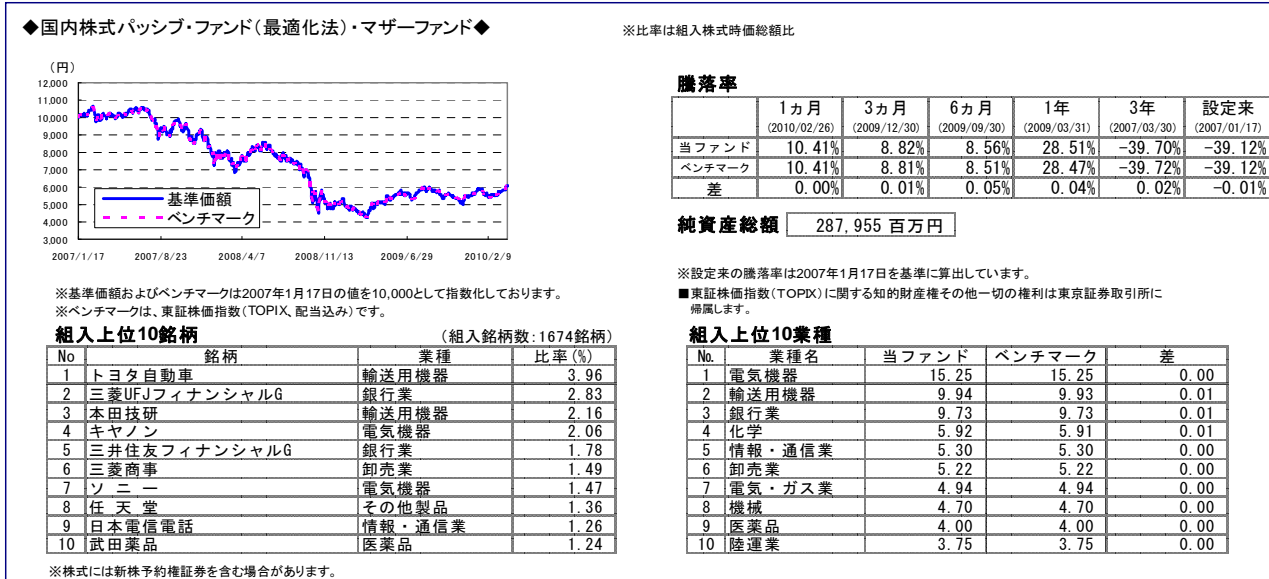 ◆国内株式パッシブ・ファンド(最適化法)・マザーファンド◆
※比率は組入株式時価総額比
(円)
12,000
11,000
10,000
9,000
8,000
7,000
6,000
5,000
4,000
3,000
基準価額
ベンチマーク
2007/1/17 2007/8/23 2008/4/7 2008/11/13 2009/6/29 2010/2/9
※基準価額およびベンチマークは2007年1月17日の値を10,000として指数化しております。
※ベンチマークは、東証株価指数(TOPIX、配当込み)です。
騰落率
1ヵ月 3ヵ月 6ヵ月 1年 3年 設定来
(2010/02/26) (2009/12/30) (2009/09/30) (2009/03/31) (2007/03/30) (2007/01/17)
当ファンド 10.41% 8.82% 8.56% 28.51% -39.70% -39.12%
ベンチマーク 10.41% 8.81% 8.51% 28.47% -39.72% -39.12%
差 0.00% 0.01% 0.05% 0.04% 0.02% -0.01%
純資産総額 287,955 百万円
※設定来の騰落率は2007年1月17日を基準に算出しています。
■東証株価指数(TOPIX)に関する知的財産権その他一切の権利は東京証券取引所に
帰属します。
組入上位10銘柄 (組入銘柄数:1674銘柄)
No 銘柄 業種 比率(%)
1 トヨタ自動車 輸送用機器 3.96
2 三菱UFJフィナンシャルG 銀行業 2.83
3 本田技研 輸送用機器 2.16
4 キヤノン 電気機器 2.06
5 三井住友フィナンシャルG 銀行業 1.78
6 三菱商事 卸売業 1.49
7 ソ ニ ー 電気機器 1.47
8 任 天 堂 その他製品 1.36
9 日本電信電話 情報・通信業 1.26
10 武田薬品 医薬品 1.24
※株式には新株予約権証券を含む場合があります。
組入上位10業種
No. 業種名 当ファンド ベンチマーク 差
1 電気機器 15.25 15.25 0.00
2 輸送用機器 9.94 9.93 0.01
3 銀行業 9.73 9.73 0.01
4 化学 5.92 5.91 0.01
5 情報・通信業 5.30 5.30 0.00
6 卸売業 5.22 5.22 0.00
7 電気・ガス業 4.94 4.94 0.00
8 機械 4.70 4.70 0.00
9 医薬品 4.00 4.00 0.00
10 陸運業 3.75 3.75 0.00